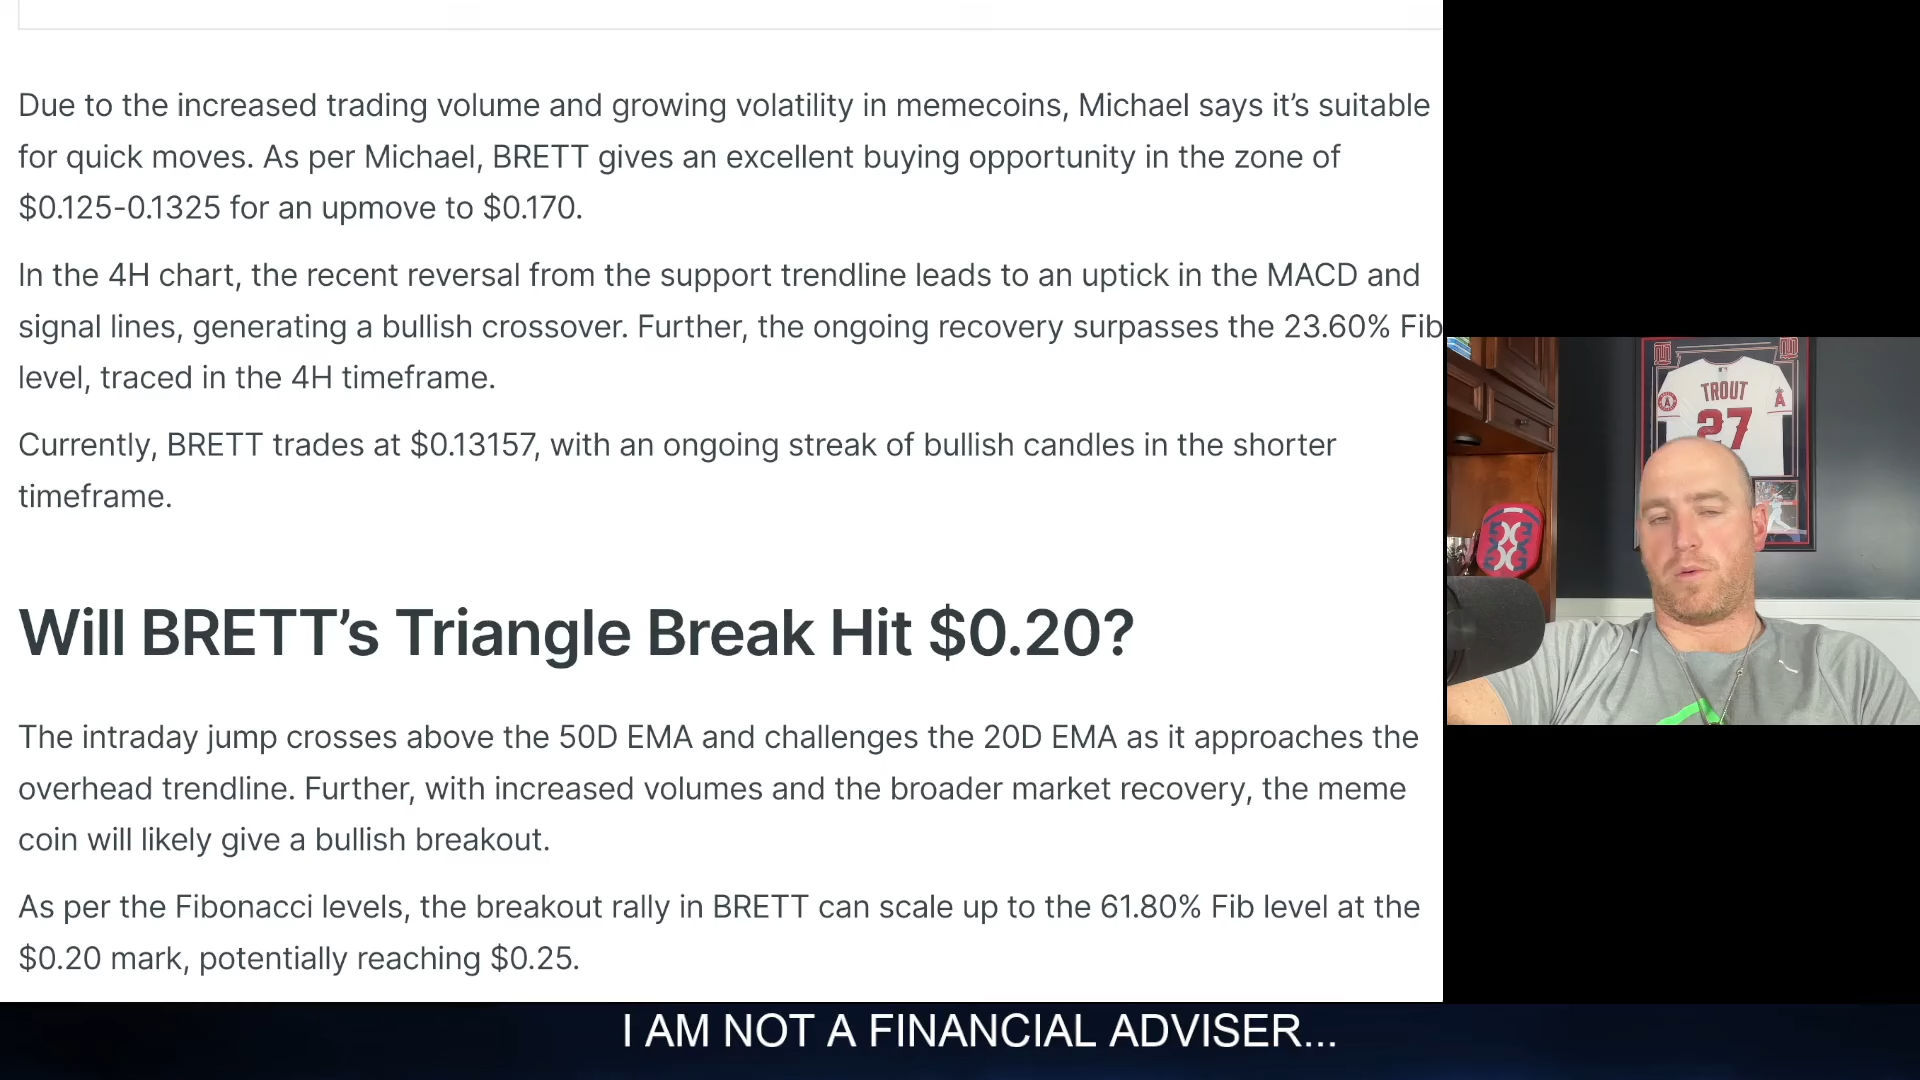 Due to the increased trading volume and growing volatility in memecoins, Michael says it’s suitable
for quick moves. As per Michael, BRETT gives an excellent buying opportunity in the zone of
$0.125-0.1325 for an upmove to $0.170.
In the 4H chart, the recent reversal from the support trendline leads to an uptick in the MACD and
signal lines, generating a bullish crossover. Further, the ongoing recovery surpasses the 23.60% Fib
level, traced in the 4H timeframe.
Currently, BRETT trades at $0.13157, with an ongoing streak of bullish candles in the shorter
timeframe.
TROUT
27
A
A
Will BRETT’s Triangle Break Hit $0.20?
The intraday jump crosses above the 50D EMA and challenges the 20D EMA as it approaches the
overhead trendline. Further, with increased volumes and the broader market recovery, the meme
coin will likely give a bullish breakout.
As per the Fibonacci levels, the breakout rally in BRETT can scale up to the 61.80% Fib level at the
$0.20 mark, potentially reaching $0.25.
I AM NOT A FINANCIAL ADVISER...